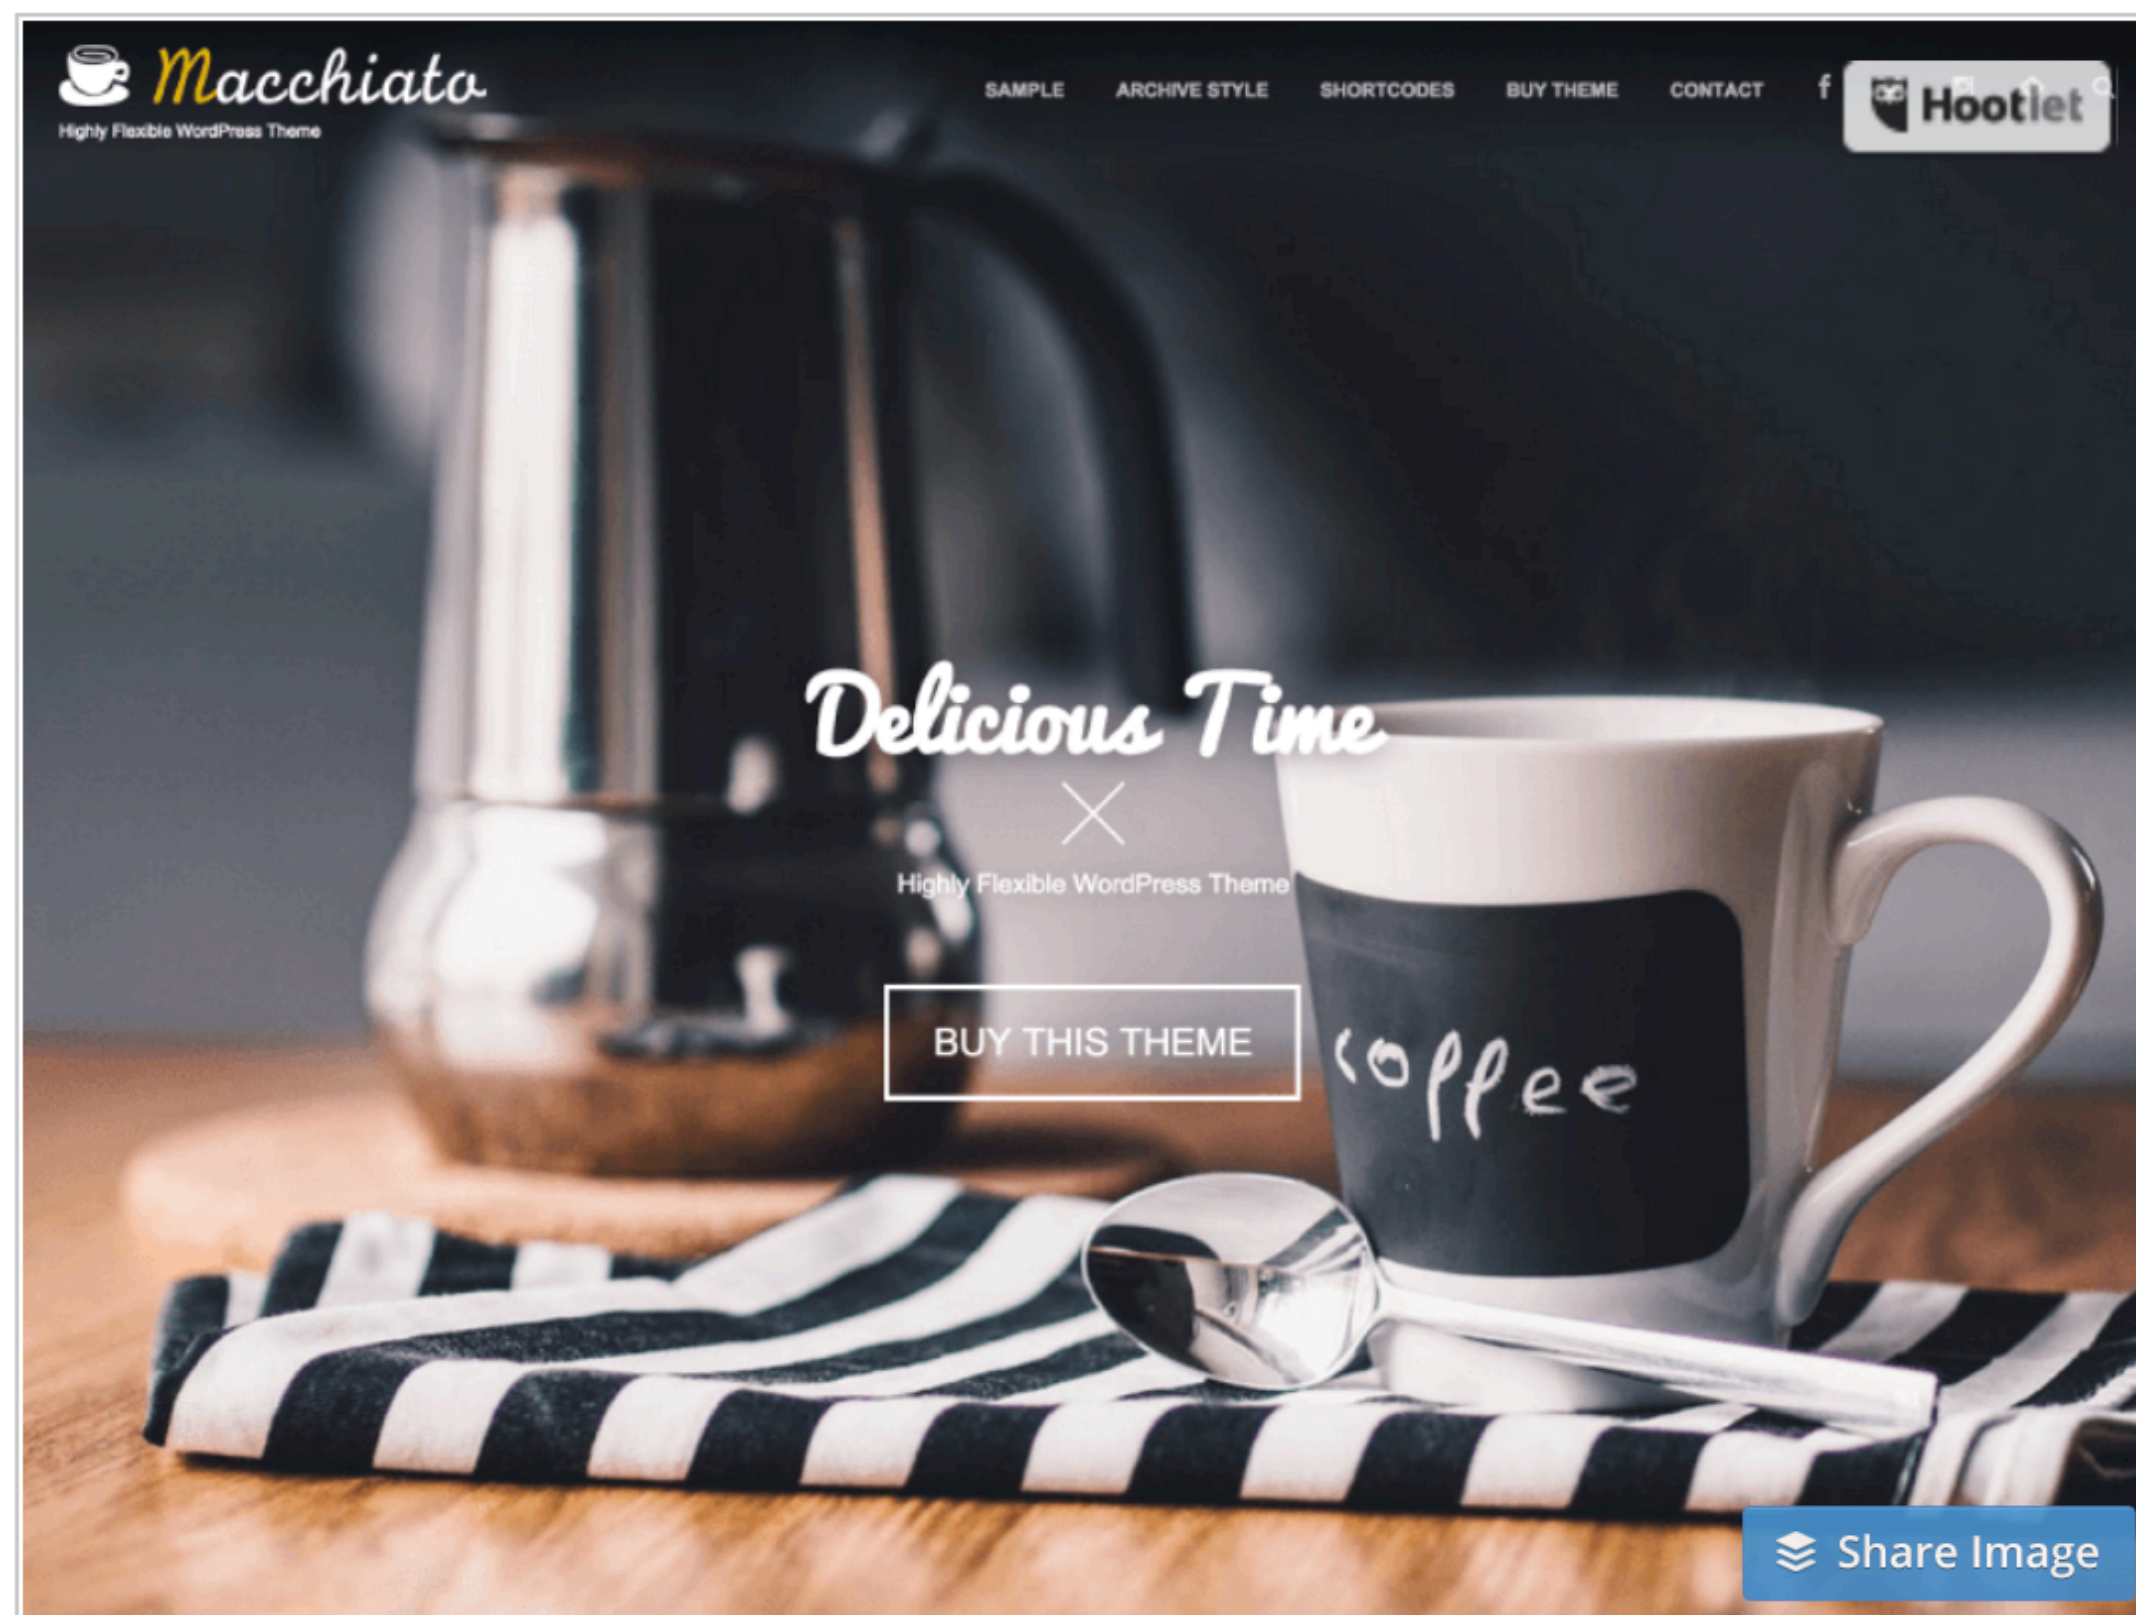 Macchiato
Highly Flexible WordPress Theme
SAMPLE ARCHIVE STYLE SHORTCODES BUY THEME CONTACT f
Hootlet
Delicious Time
Highly Flexible WordPress Theme
BUY THIS THEME
coffee
Share Image